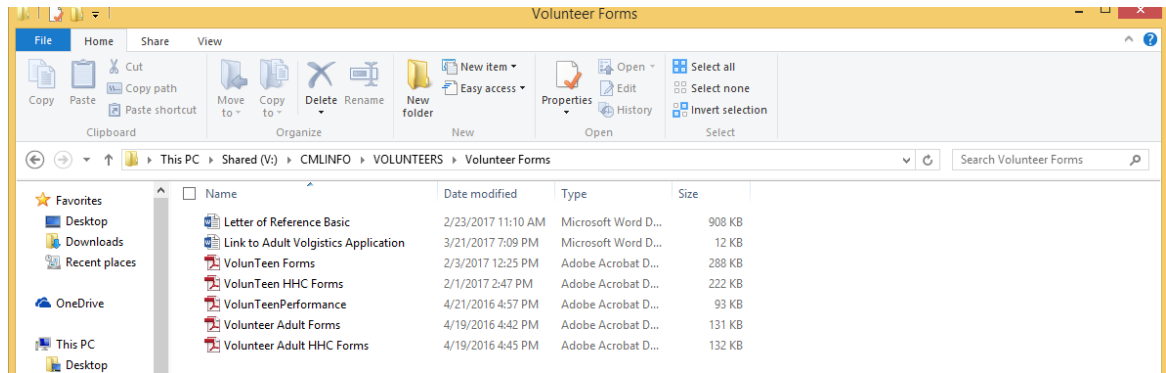 Volunteer Forms
File Home Share View
Copy
Paste
Cut
Copy path
Paste shortcut
Clipboard
Move to
Copy to
Delete
Rename
Organize
New folder
New item
Easy access
New
Properties
Open
Edit
History
Open
Select all
Select none
Invert selection
Select
This PC Shared (V:) CMLINFO VOLUNTEERS Volunteer Forms Search Volunteer Forms
Favorites
Desktop
Downloads
Recent places
OneDrive
This PC
Desktop
Name Date modified Type Size
Letter of Reference Basic 2/23/2017 11:10 AM Microsoft Word D... 908 KB
Link to Adult Volgistics Application 3/21/2017 7:09 PM Microsoft Word D... 12 KB
VolunTeen Forms 2/3/2017 12:25 PM Adobe Acrobat D... 288 KB
VolunTeen HHC Forms 2/1/2017 2:47 PM Adobe Acrobat D... 222 KB
VolunTeenPerformance 4/21/2016 4:57 PM Adobe Acrobat D... 93 KB
Volunteer Adult Forms 4/19/2016 4:42 PM Adobe Acrobat D... 131 KB
Volunteer Adult HHC Forms 4/19/2016 4:45 PM Adobe Acrobat D... 132 KB